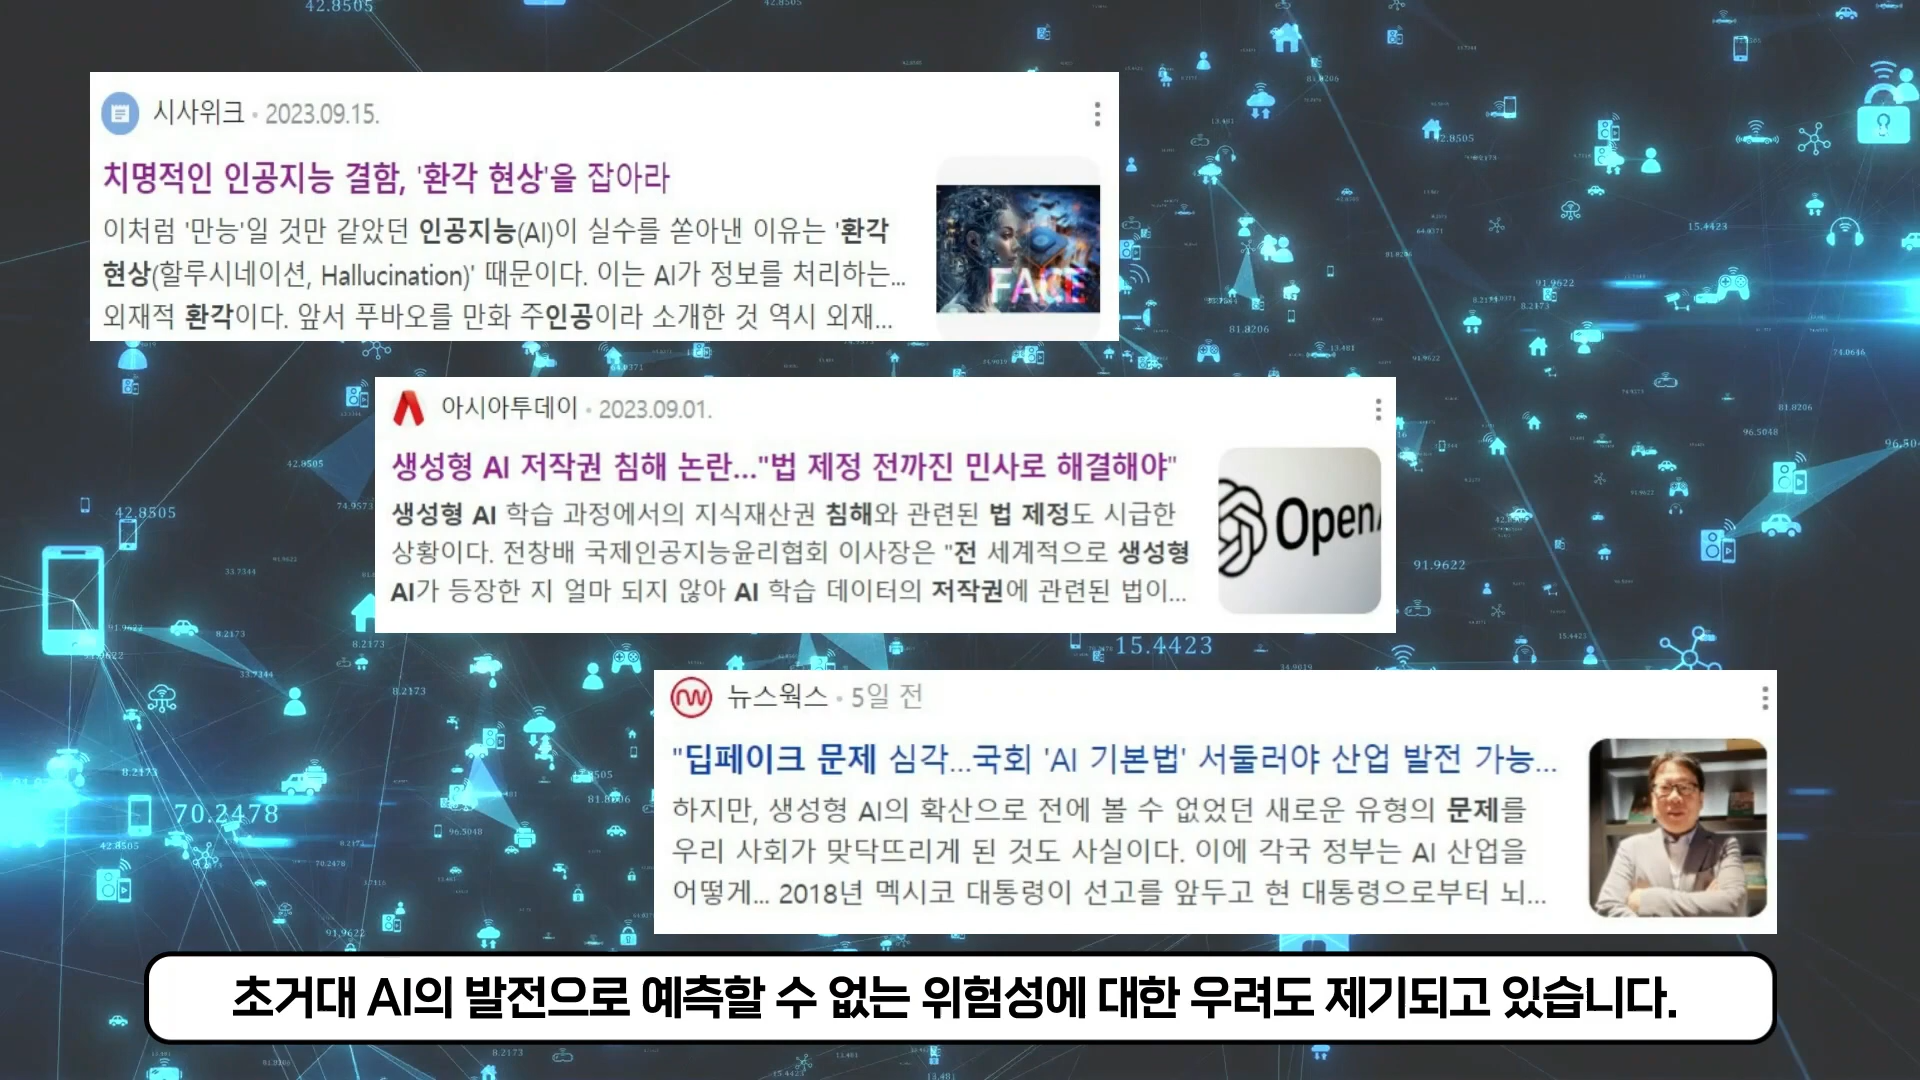 시사위크 • 2023.09.15.
치명적인 인공지능 결함, '환각 현상'을 잡아라
이처럼 '만능'일 것만 같았던 인공지능(AI)이 실수를 쏟아낸 이유는 '환각
현상(할루시네이션, Hallucination)' 때문이다. 이는 AI가 정보를 처리하는...
외재적 환각이다. 앞서 푸바오를 만화 주인공이라 소개한 것 역시 외재...
FACE
아시아투데이 • 2023.09.01.
생성형 AI 저작권 침해 논란..."법 제정 전까진 민사로 해결해야"
생성형 AI 학습 과정에서의 지식재산권 침해와 관련된 법 제정도 시급한
상황이다. 전창배 국제인공지능윤리협회 이사장은 "전 세계적으로 생성형
AI가 등장한 지 얼마 되지 않아 AI 학습 데이터의 저작권에 관련된 법이...
OpenA
뉴스웍스 • 5일 전
"딥페이크 문제 심각...국회 'AI 기본법' 서둘러야 산업 발전 가능...
하지만, 생성형 AI의 확산으로 전에 볼 수 없었던 새로운 유형의 문제를
우리 사회가 맞닥뜨리게 된 것도 사실이다. 이에 각국 정부는 AI 산업을
어떻게... 2018년 멕시코 대통령이 선고를 앞두고 현 대통령으로부터 뇌...
42.8505
15.4423
91.9622
70.2478
초거대 AI의 발전으로 예측할 수 없는 위험성에 대한 우려도 제기되고 있습니다.